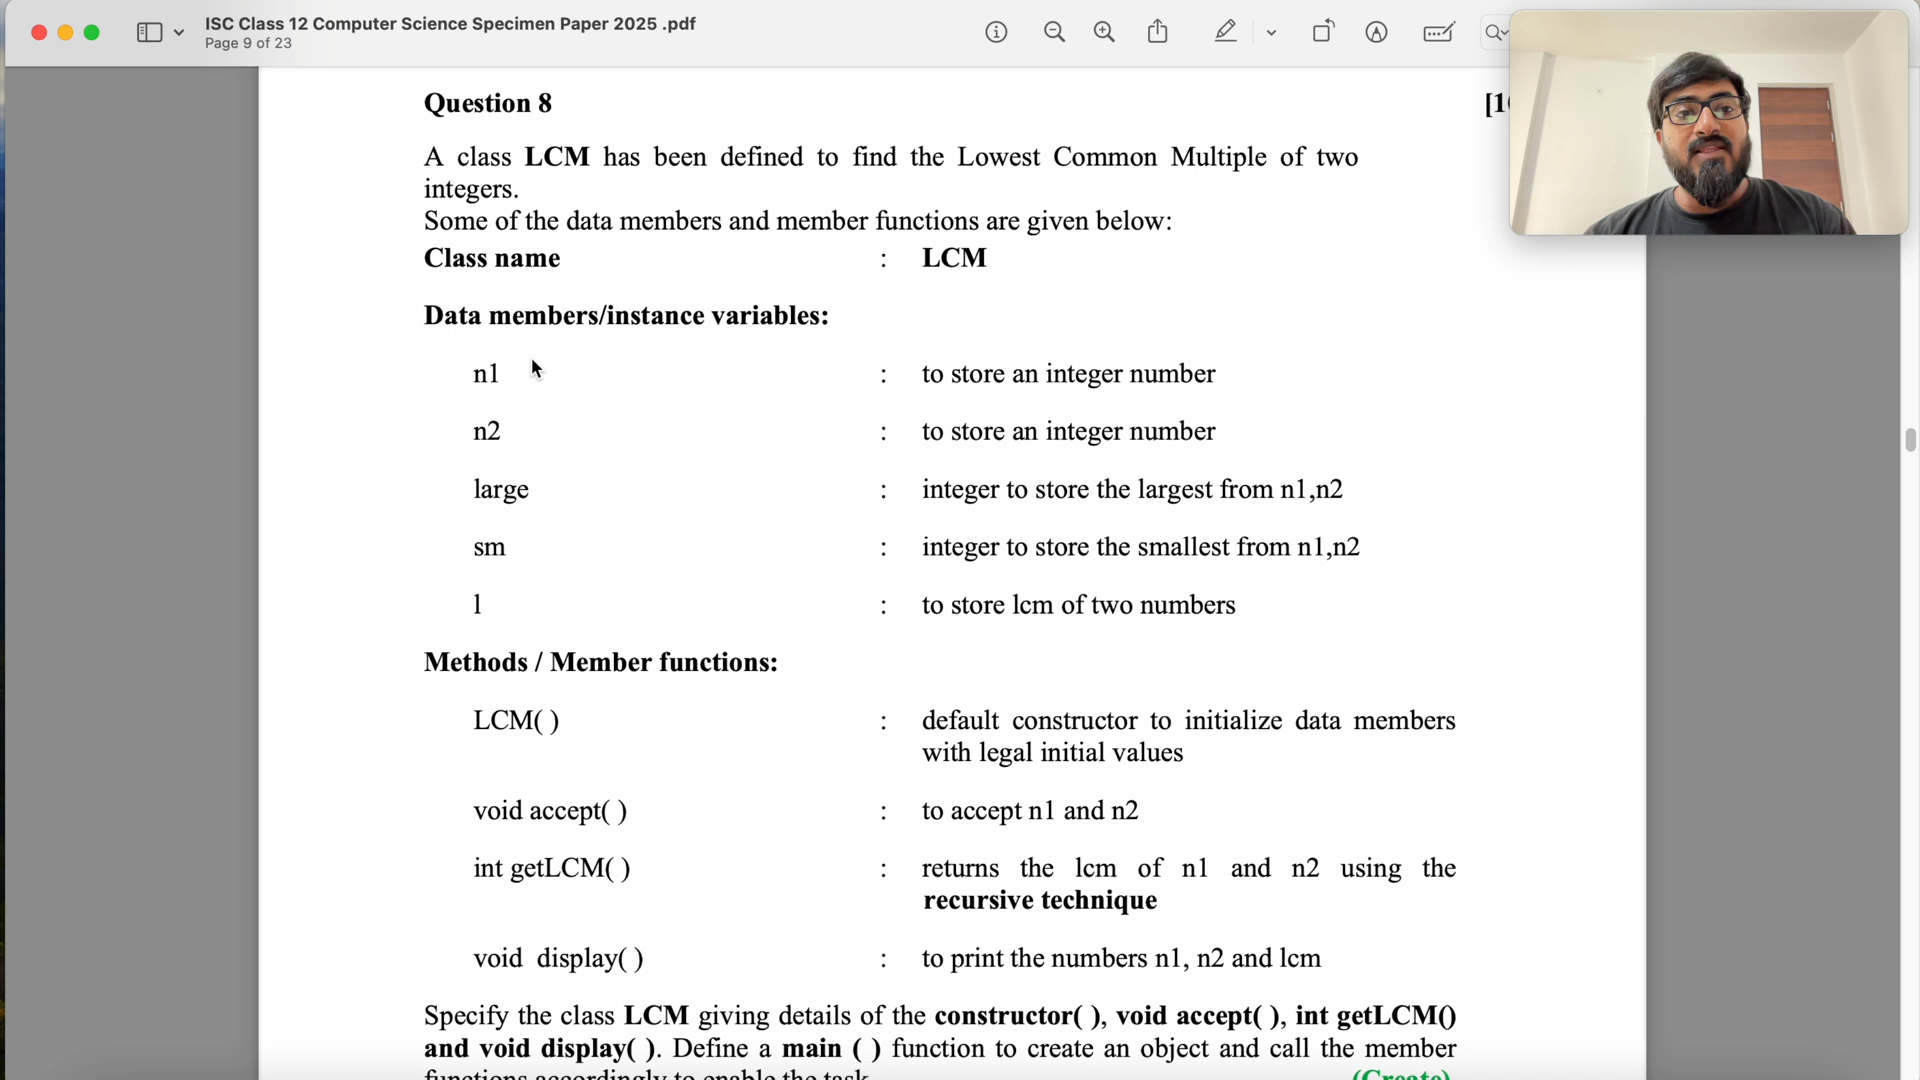 ISC Class 12 Computer Science Specimen Paper 2025 .pdf
Page 9 of 23
Question 8
A class LCM has been defined to find the Lowest Common Multiple of two
integers.
Some of the data members and member functions are given below:
Class name : LCM
Data members/instance variables:
n1 : to store an integer number
n2 : to store an integer number
large : integer to store the largest from n1,n2
sm : integer to store the smallest from n1,n2
l : to store lcm of two numbers
Methods / Member functions:
LCM( ) : default constructor to initialize data members
with legal initial values
void accept( ) : to accept n1 and n2
int getLCM( ) : returns the lcm of n1 and n2 using the
recursive technique
void display( ) : to print the numbers n1, n2 and lcm
Specify the class LCM giving details of the constructor( ), void accept( ), int getLCM()
and void display( ). Define a main ( ) function to create an object and call the member
functions accordingly to enable the task. (Create)